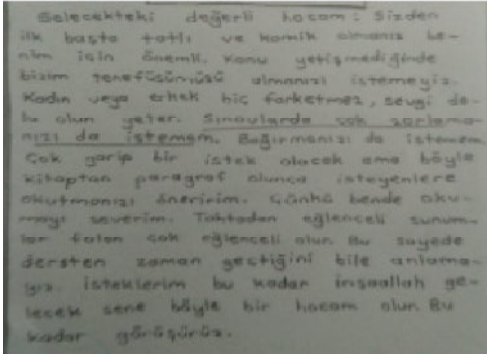 Gelecekteki değerli hocam: Sizden
ilk başta tatlı ve komik olmanız be-
nim için önemli. Konu yetişmediğinde
bizim tenefüsümüzü almanızı istemeyiz.
Kadın veya erkek hiç farketmez, sevgi do-
lu olun yeter. Sınavlarda çok zorlama-
nızı da istemem. Bağırmanızı da istemem.
Çok garip bir istek olacak ama böyle
kitaptan paragraf olunca isteyenlere
okutmanızı öneririm. Çünkü bende oku-
mayı severim. Tahtadan eğlenceli sunum-
lar falan çok eğlenceli olun. Bu sayede
dersten zaman geçtiğini bile anlama-
yız. İsteklerim bu kadar inşaallah ge-
lecek sene böyle bir hocam olun. Bu
kadar görüşürüz.